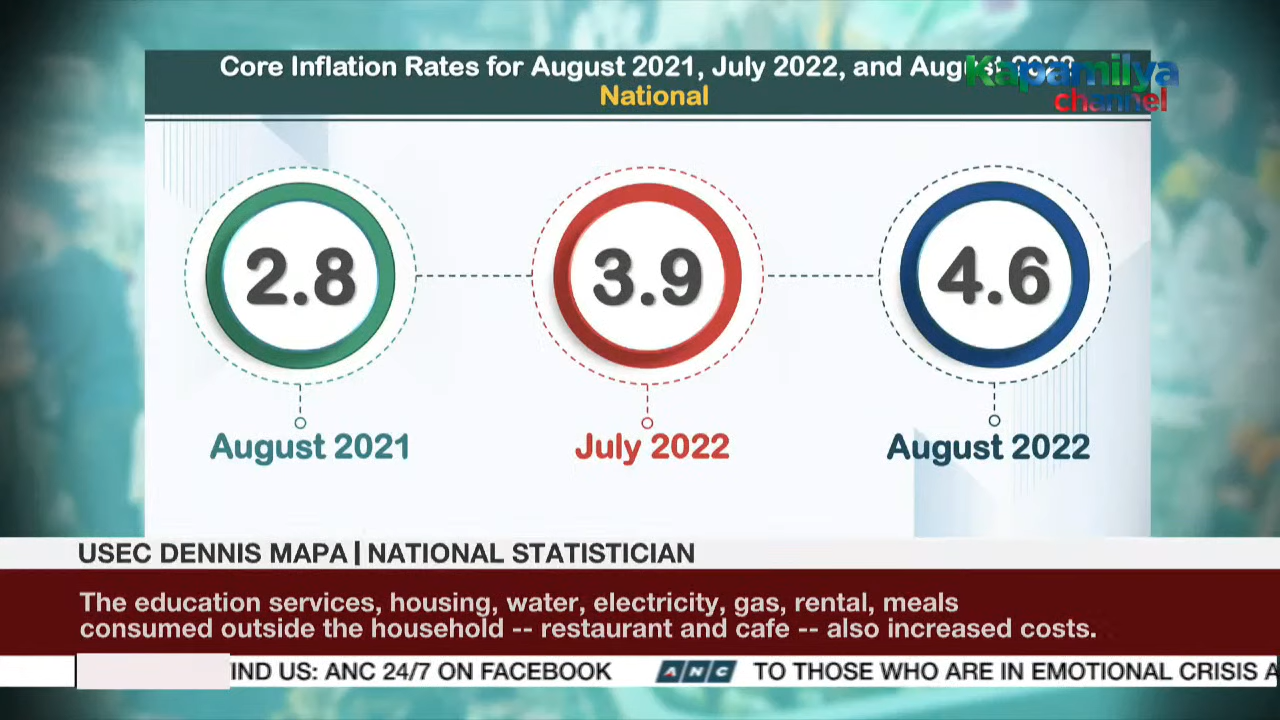 Core Inflation Rates for August 2021, July 2022, and August 2022
National
Kapamilya
channel
2.8
3.9
4.6
August 2021
July 2022
August 2022
USEC DENNIS MAPA | NATIONAL STATISTICIAN
The education services, housing, water, electricity, gas, rental, meals
consumed outside the household -- restaurant and cafe -- also increased costs.
IND US: ANC 24/7 ON FACEBOOK ANC TO THOSE WHO ARE IN EMOTIONAL CRISIS A